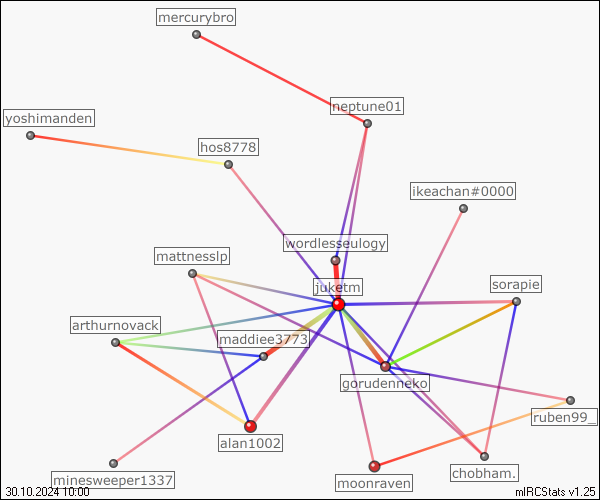 mercurybro
neptune01
yoshimanden
hos8778
ikeachan#0000
wordlesseulogy
mattnesslp
juketm
sorapie
arthurnovack
maddiee3773
gorudenneko
ruben99_
alan1002
minesweeper1337
moonraven
chobham.
30.10.2024 10:00
mIRCStats v1.25